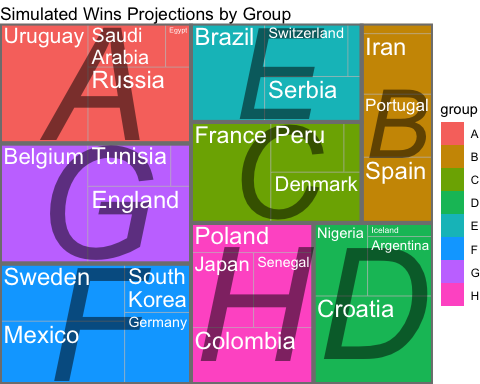 Simulated Wins Projections by Group
Uruguay
Saudi
Arabia
Egypt
Russia
A
Brazil
Switzerland
Serbia
E
Iran
Portugal
Spain
B
Belgium
Tunisia
England
G
France
Peru
Denmark
C
Sweden
South
Korea
Germany
Mexico
F
Poland
Japan
Senegal
Colombia
H
Nigeria
Iceland
Argentina
Croatia
D
group
A
B
C
D
E
F
G
H